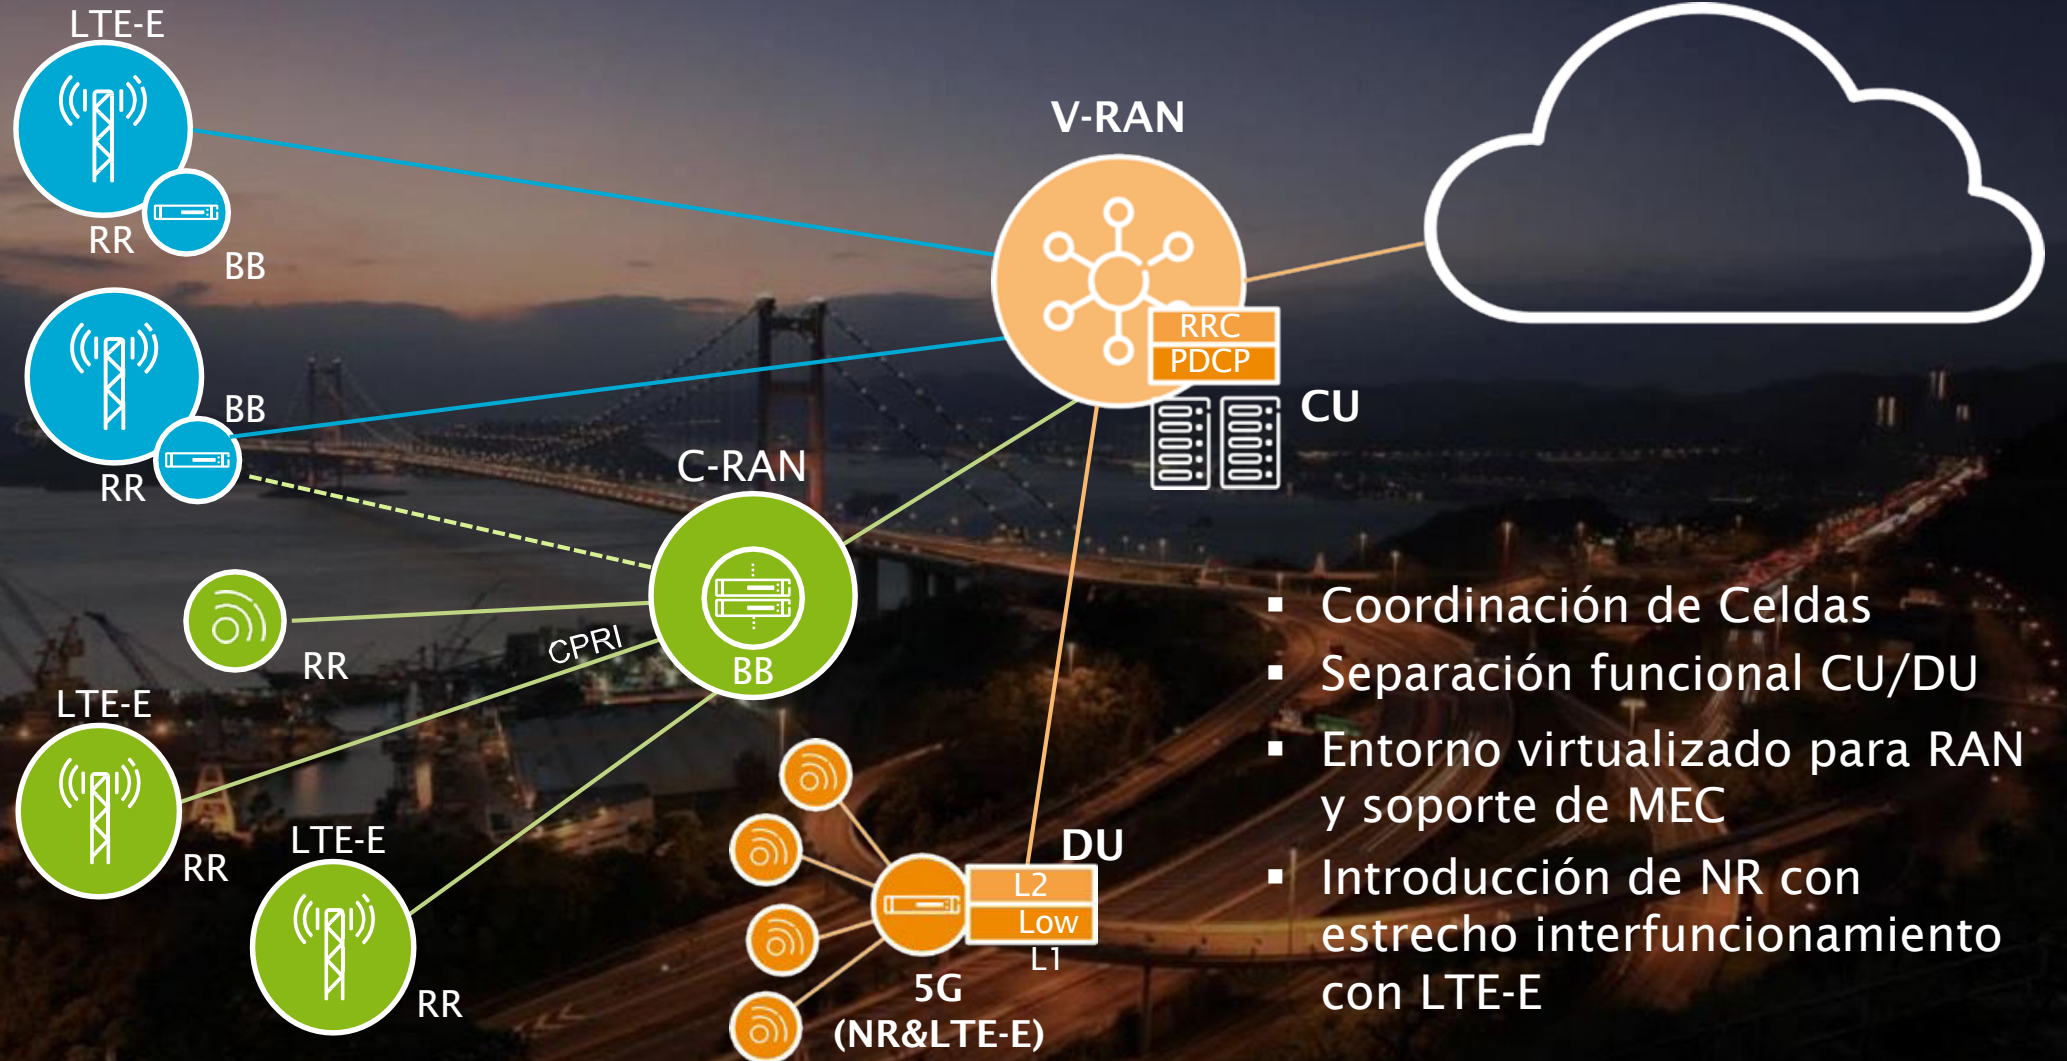 LTE-E
RR
BB
BB
RR
V-RAN
RRC
PDCP
CU
C-RAN
BB
CPRI
RR
LTE-E
RR
LTE-E
RR
DU
L2
Low
L1
5G
(NR&LTE-E)
▪ Coordinación de Celdas
▪ Separación funcional CU/DU
▪ Entorno virtualizado para RAN
y soporte de MEC
▪ Introducción de NR con
estrecho interfuncionamiento
con LTE-E